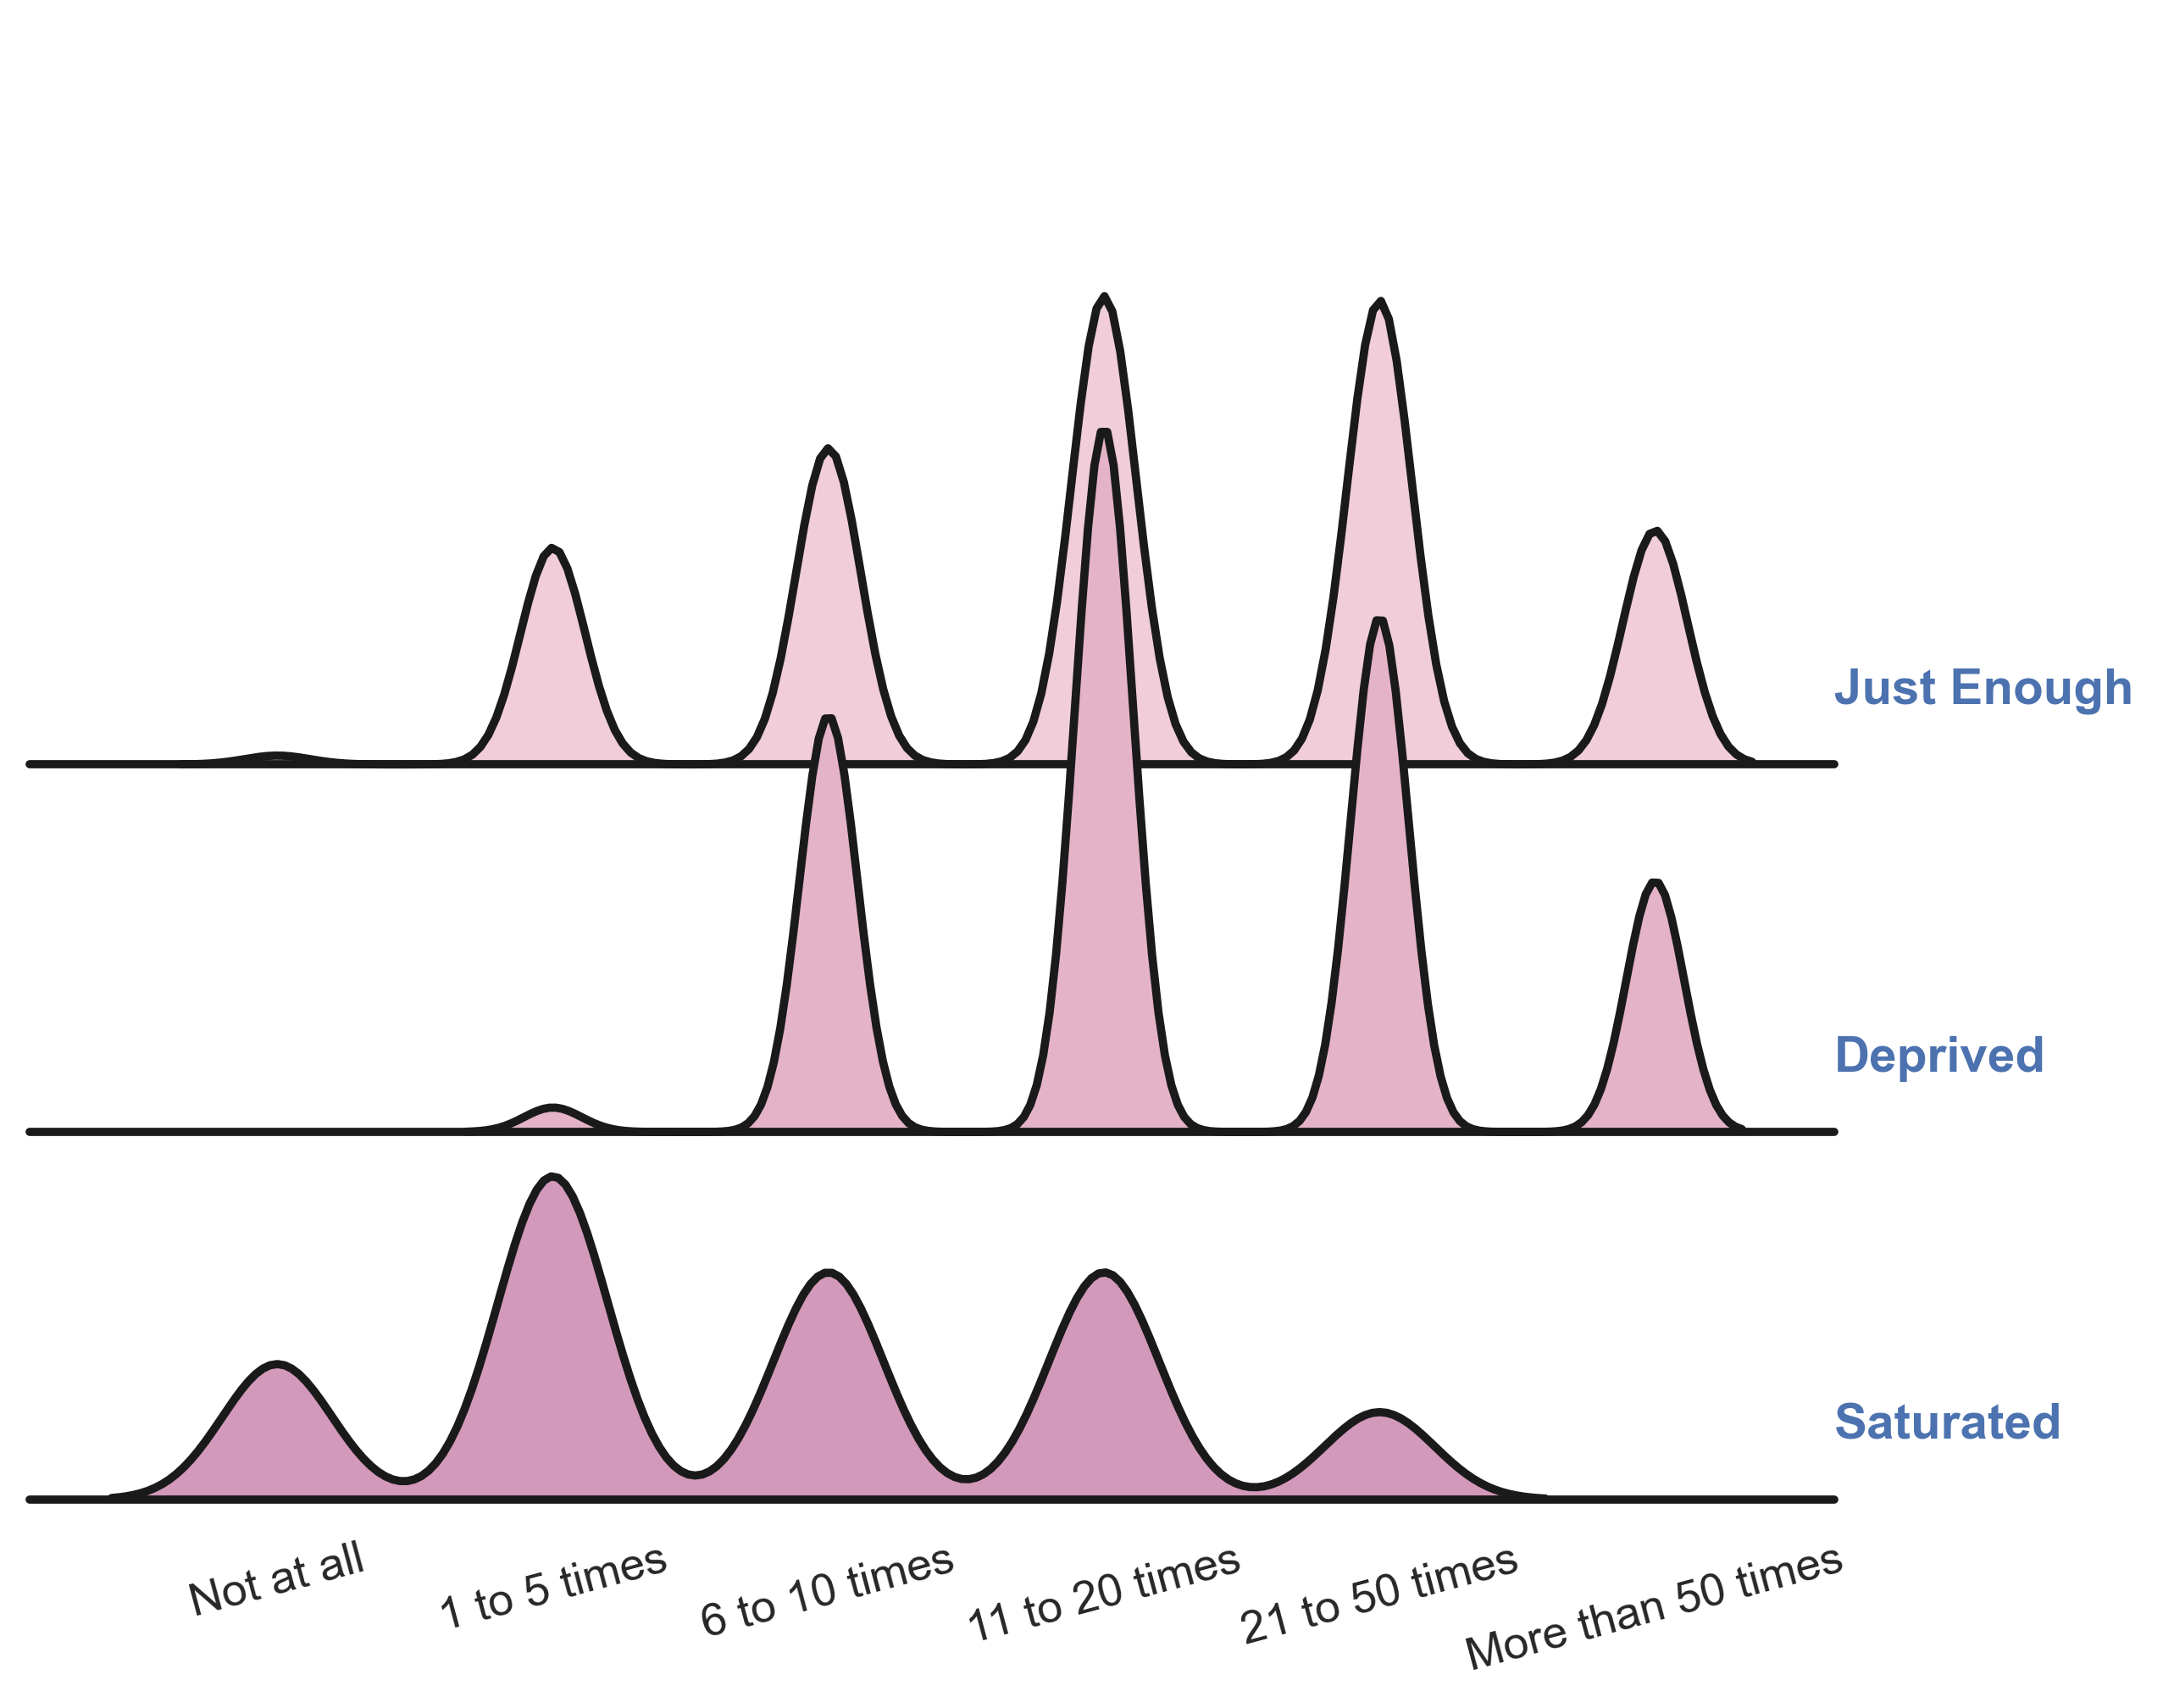 Just Enough
Deprived
Saturated
Not at all
1 to 5 times
6 to 10 times
11 to 20 times
21 to 50 times
More than 50 times